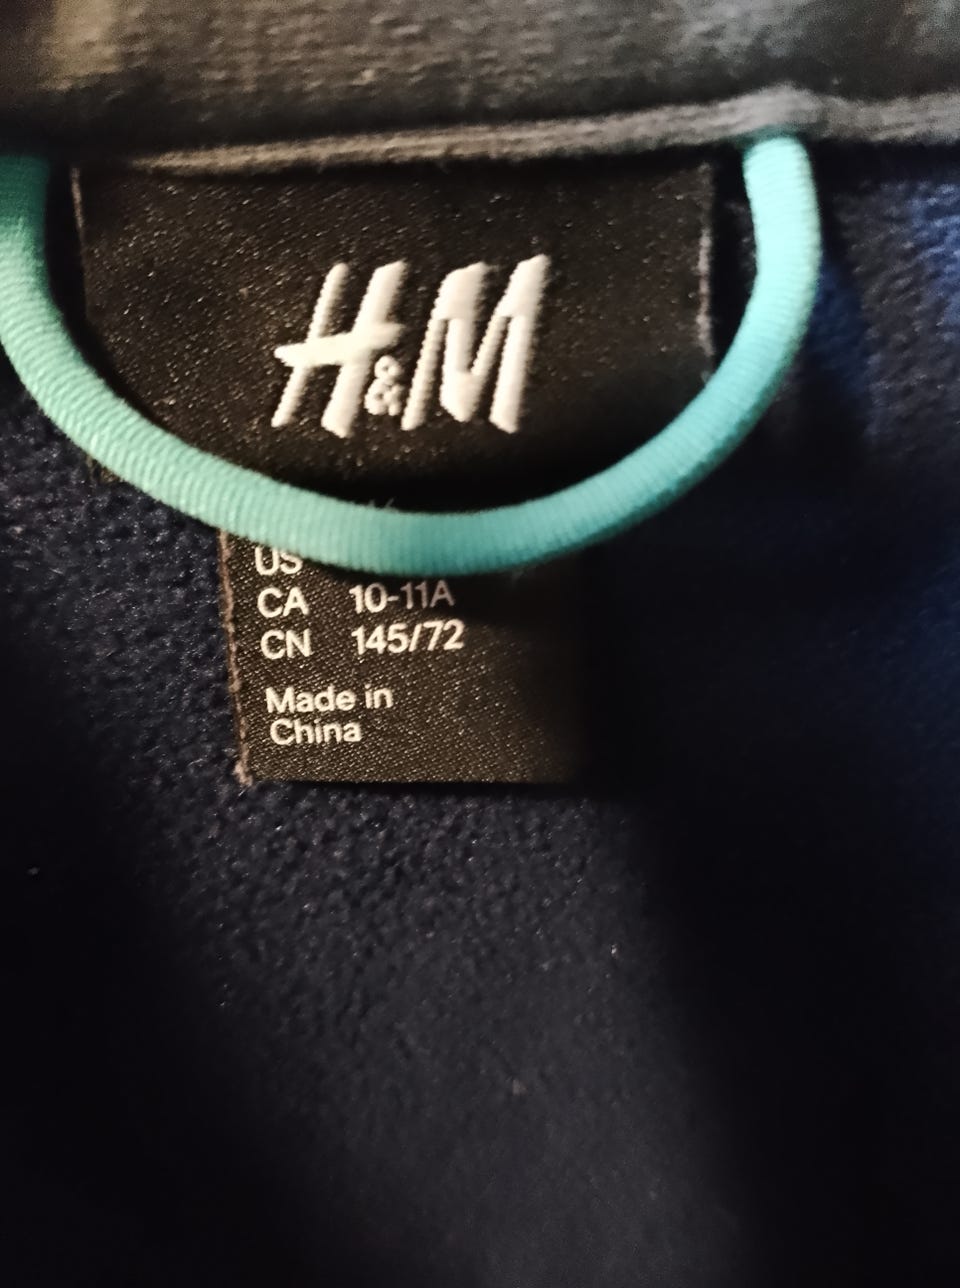 H&M
US
CA 10-11A
CN 145/72
Made in
China